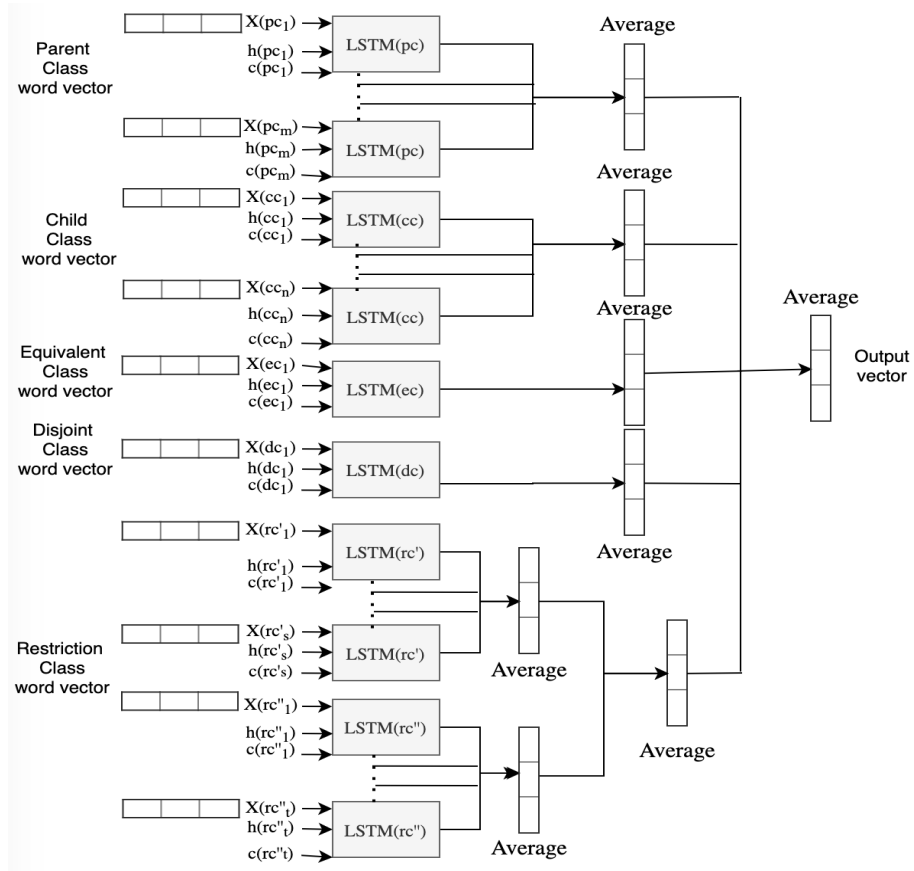 Parent
Class
word vector
X(pc₁)
h(pc₁)
c(pc₁)
LSTM(pc)
X(pcₘ)
h(pcₘ)
c(pcₘ)
LSTM(pc)
Average
Child
Class
word vector
X(cc₁)
h(cc₁)
c(cc₁)
LSTM(cc)
X(ccₙ)
h(ccₙ)
c(ccₙ)
LSTM(cc)
Average
Equivalent
Class
word vector
X(ec₁)
h(ec₁)
c(ec₁)
LSTM(ec)
Average
Disjoint
Class
word vector
X(dc₁)
h(dc₁)
c(dc₁)
LSTM(dc)
Average
Restriction
Class
word vector
X(rc'₁)
h(rc'₁)
c(rc'₁)
LSTM(rc')
X(rc'ₛ)
h(rc'ₛ)
c(rc'ₛ)
LSTM(rc')
Average
X(rc"₁)
h(rc"₁)
c(rc"₁)
LSTM(rc")
X(rc"ₜ)
h(rc"ₜ)
c(rc"ₜ)
LSTM(rc")
Average
Average
Average
Output
vector